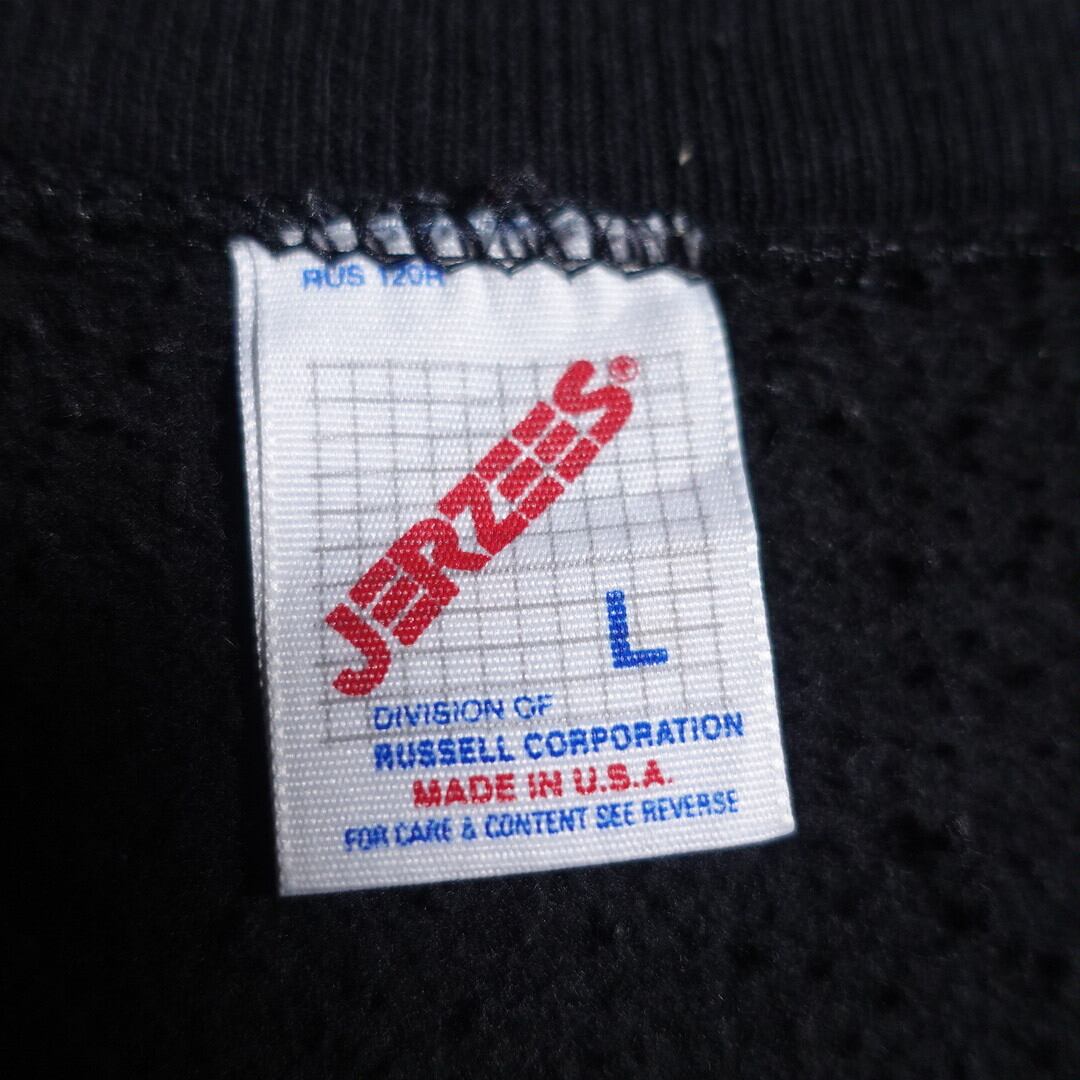 RUS 120R
JERZEES®
L
DIVISION OF
RUSSELL CORPORATION
MADE IN U.S.A.
FOR CARE & CONTENT SEE REVERSE